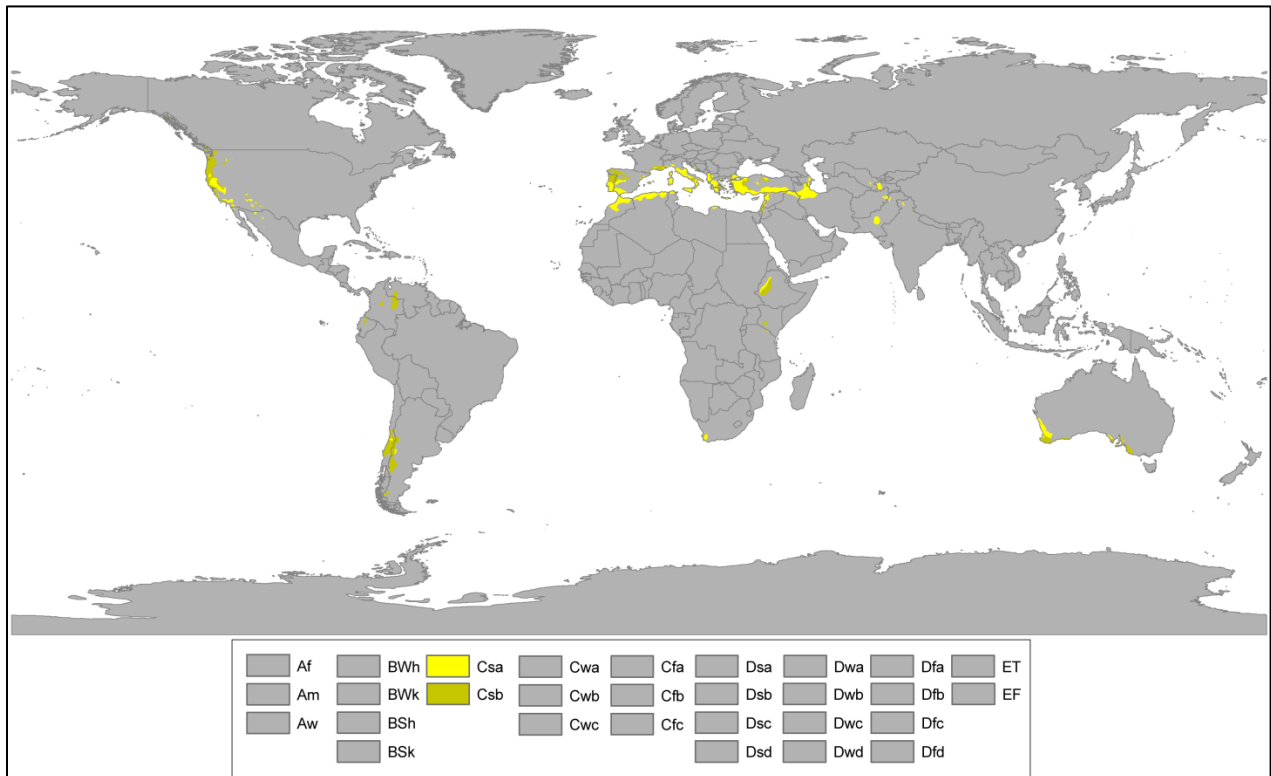 Af BWh Csa Cwa Cfa Dsa Dwa Dfa ET
Am BWk Csb Cwb Cfb Dsb Dwb Dfb EF
Aw BSh Cwc Cfc Dsc Dwc Dfc
BSk Dsd Dwd Dfd